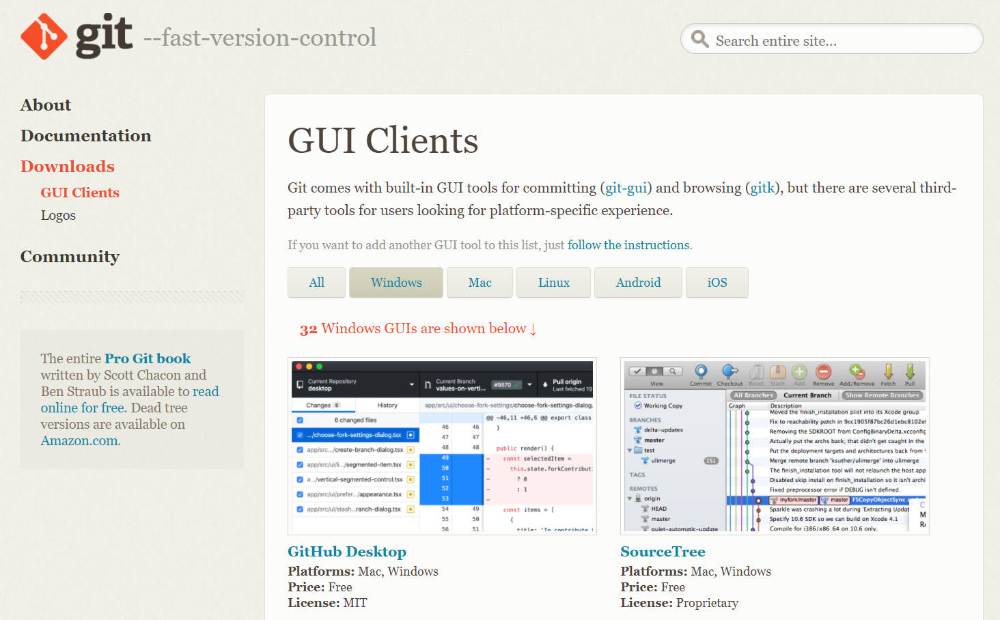 git --fast-version-control
Search entire site...
About
Documentation
Downloads
GUI Clients
Logos
Community
The entire Pro Git book
written by Scott Chacon and
Ben Straub is available to read
online for free. Dead tree
versions are available on
Amazon.com.
GUI Clients
Git comes with built-in GUI tools for committing (git-gui) and browsing (gitk), but there are several third-
party tools for users looking for platform-specific experience.
If you want to add another GUI tool to this list, just follow the instructions.
All Windows Mac Linux Android iOS
32 Windows GUIs are shown below ↓
Current Repository
desktop
Current Branch
values-on-verti...
#9870
Pull origin
Last fetched 19
Changes 6 History
app/src/ui/choose-fork-settings/choose-fork-settings-dialog.
6 changed files
.../choose-fork-settings-dialog.tsx
app/src.../create-branch-dialog.tsx
app/src/ui/li.../segmented-item.tsx
a.../vertical-segmented-control.tsx
app/src/ui/prefer.../appearance.tsx
app/src/ui/stash...ranch-dialog.tsx
@@ -46,11 +46,6 @@ export class
46 46 }
47 47
48 48 public render() {
49 - const selectedItem =
50 - this.state.forkContributi
51 - ? 0
52 - : 1
53 -
54 49 const items = [
55 50 {
56 51 title: 'To contribute
View Commit Checkout Reset Stash Add Remove Add/Remove Fetch Pull
All Branches Current Branch Show Remote Branches
FILE STATUS
Working Copy
BRANCHES
delta-updates
master
test
ulimerge 15↓
TAGS
REMOTES
origin
HEAD
master
quiet-automatic-update
Graph Description
Moved the finish_installation plist into its Xcode group
Fix to reachability patch in 9cc1905f87bc26d1ebc8102ef
Removing the SDKROOT from ConfigBinaryDelta.xcconfig
Actually put the archs back; that didn't get caught in the
Put the deployment targets and architectures back from
Merge remote branch 'ksuther/ulimerge' into ulimerge
The finish_installation tool will not relaunch the host app
Disabled skip install on finish_installation so it isn't archi
Fixed preprocessor error if DEBUG isn't defined.
myfork/master master FSCopyObjectSync
Sparkle was crashing a lot during 'Extracting Updat
Specify 10.6 SDK so we can build on Xcode 4.1
Compile for i386/x86_64 on 10.6 only.
GitHub Desktop
Platforms: Mac, Windows
Price: Free
License: MIT
SourceTree
Platforms: Mac, Windows
Price: Free
License: Proprietary